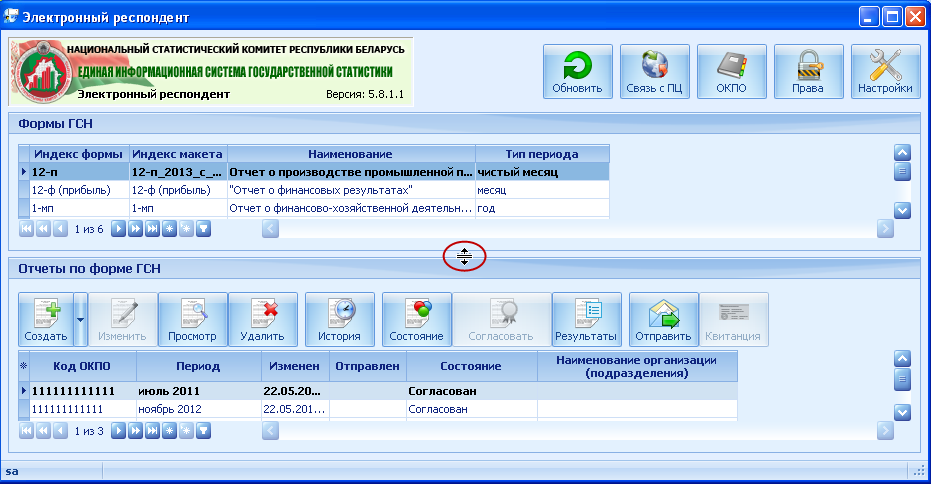 Электронный респондент
НАЦИОНАЛЬНЫЙ СТАТИСТИЧЕСКИЙ КОМИТЕТ РЕСПУБЛИКИ БЕЛАРУСЬ
ЕДИНАЯ ИНФОРМАЦИОННАЯ СИСТЕМА ГОСУДАРСТВЕННОЙ СТАТИСТИКИ
Электронный респондент Версия: 5.8.1.1
Обновить Связь с ПЦ ОКПО Права Настройки
Формы ГСН
Индекс формы Индекс макета Наименование Тип периода
12-п 12-п_2013_с_... Отчет о производстве промышленной п... чистый месяц
12-ф (прибыль) 12-ф (прибыль) "Отчет о финансовых результатах" месяц
1-мп 1-мп Отчет о финансово-хозяйственной деятельн... год
1 из 6
Отчеты по форме ГСН
Создать Изменить Просмотр Удалить История Состояние Согласовать Результаты Отправить Квитанция
Код ОКПО Период Изменен Отправлен Состояние Наименование организации
(подразделения)
111111111111 июль 2011 22.05.20... Согласован
111111111111 ноябрь 2012 22.05.201... Согласован
1 из 3
sa